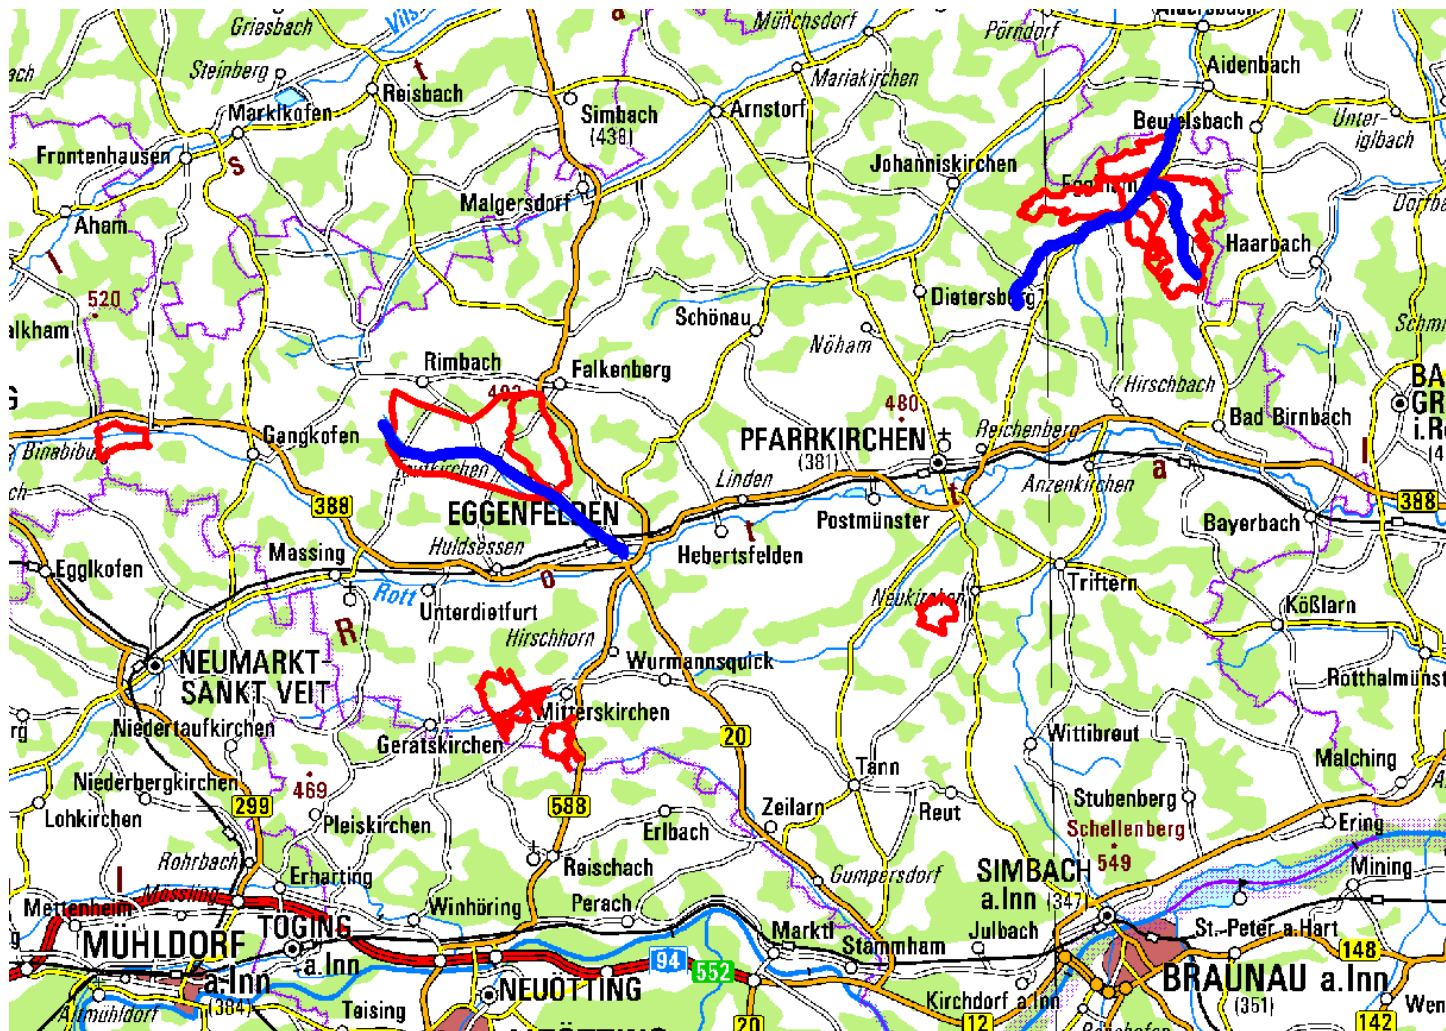 Griesbach
Vils
Münchsdorf
Pörndorf
Steinberg
Reisbach
t
a
Mariakirchen
Aidenbach
Marklkofen
Simbach
(438)
Arnstorf
Beutelsbach
Unter-
iglbach
Frontenhausen
s
Johanniskirchen
Malgersdorf
Aham
Haarbach
l
520
Dietersb
Schönau
Nöham
Rimbach
Falkenberg
Hirschbach
480
Bad Birnbach
Gangkofen
PFARRKIRCHEN
(381)
Reichenberg
l
Linden
Anzenkirchen
a
388
EGGENFELDEN
Postmünster
t
388
Bayerbach
Massing
Huldsessen
Hebertsfelden
t
Egglkofen
o
Triftern
Rott
Unterdietfurt
Kößlarn
R
Hirschhorn
Wurmannsquick
NEUMARKT-
SANKT VEIT
Rotthalmünst
Mitterskirchen
Niedertaufkirchen
Geratskirchen
20
Wittibreut
Malching
469
Tann
Niederbergkirchen
299
588
Zeilarn
Reut
Stubenberg
Lohkirchen
Pleiskirchen
Erlbach
Schellenberg
549
Ering
Rohrbach
Reischach
Gumpersdorf
SIMBACH
a.Inn
(347)
Mining
Erharting
l
Mössling
Mettenheim
Winhöring
Perach
TÖGING
a.Inn
Marktl
Stammham
Julbach
St.-Peter a.Hart
148
MÜHLDORF
a.Inn
(384)
94
552
BRAUNAU a.Inn
(351)
NEUÖTTING
Kirchdorf a.Inn
Altmühldorf
Teising
20
12
142